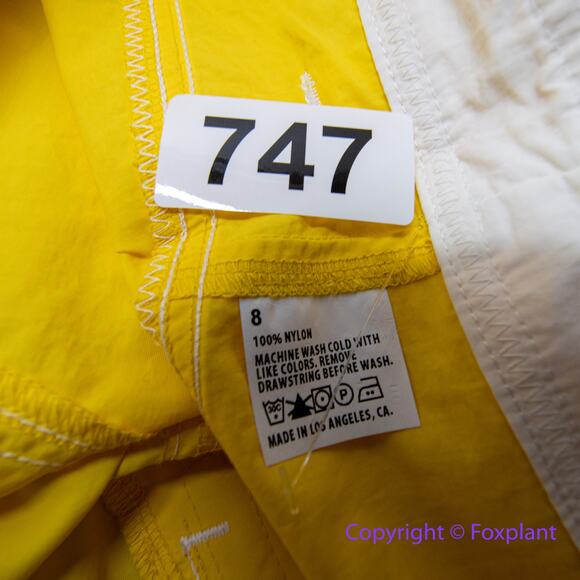 747
8
100% NYLON
MACHINE WASH COLD WITH
LIKE COLORS. REMOVE
DRAWSTRING BEFORE WASH.
30C P
MADE IN LOS ANGELES, CA.
Copyright © Foxplant